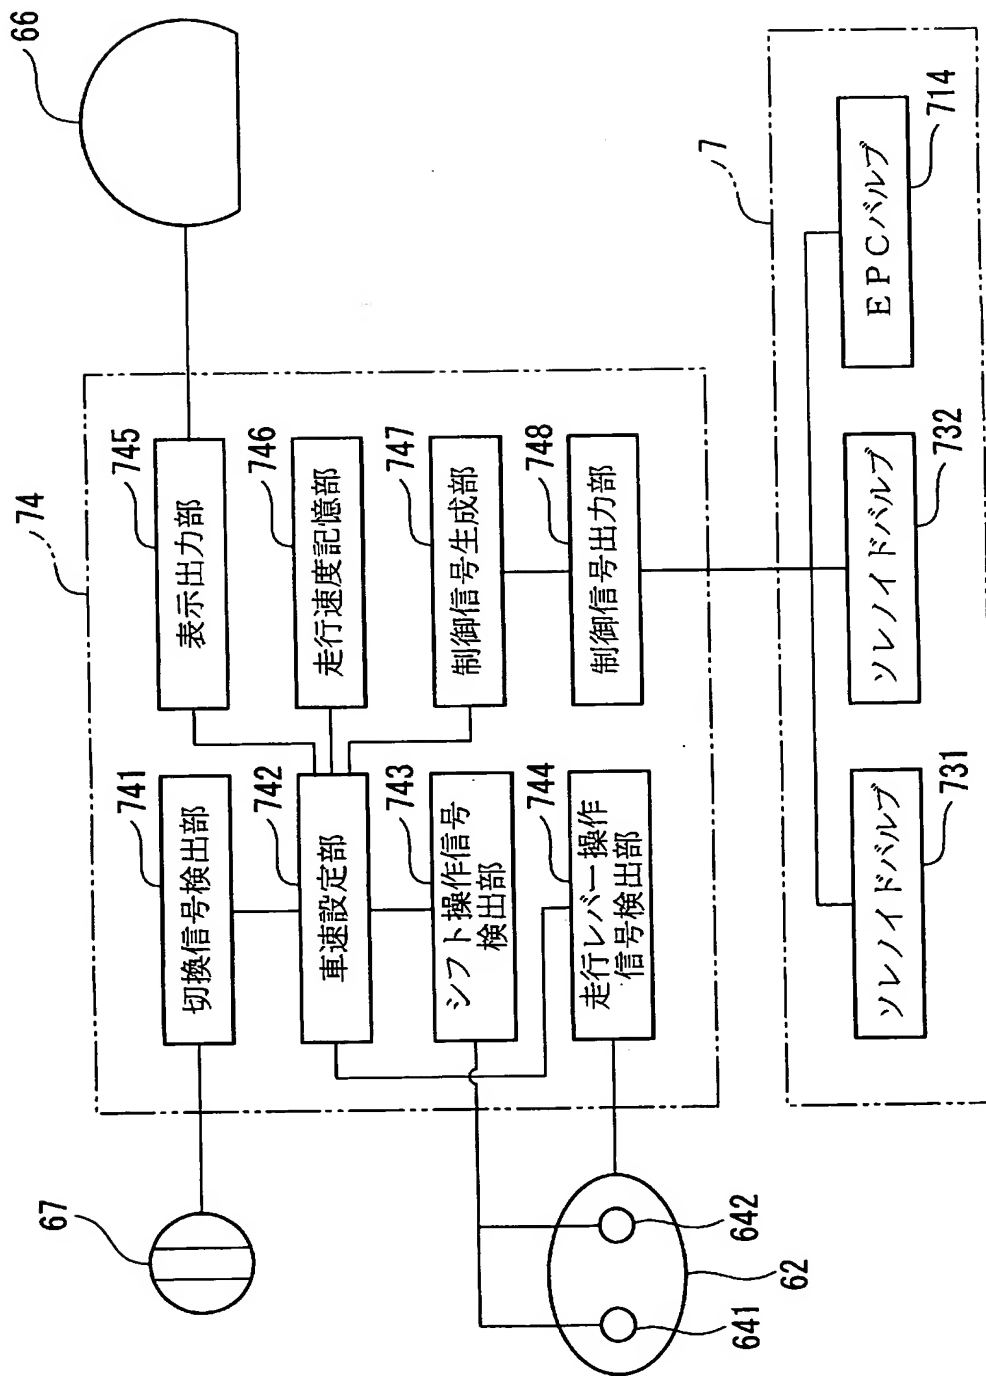 74
66
67
741
切換信号検出部
742
車速設定部
743
シフト操作信号
検出部
744
走行レバー操作
信号検出部
745
表示出力部
746
走行速度記憶部
747
制御信号生成部
748
制御信号出力部
641
642
62
7
ソレノイドバルブ
731
ソレノイドバルブ
732
EPCバルブ
714